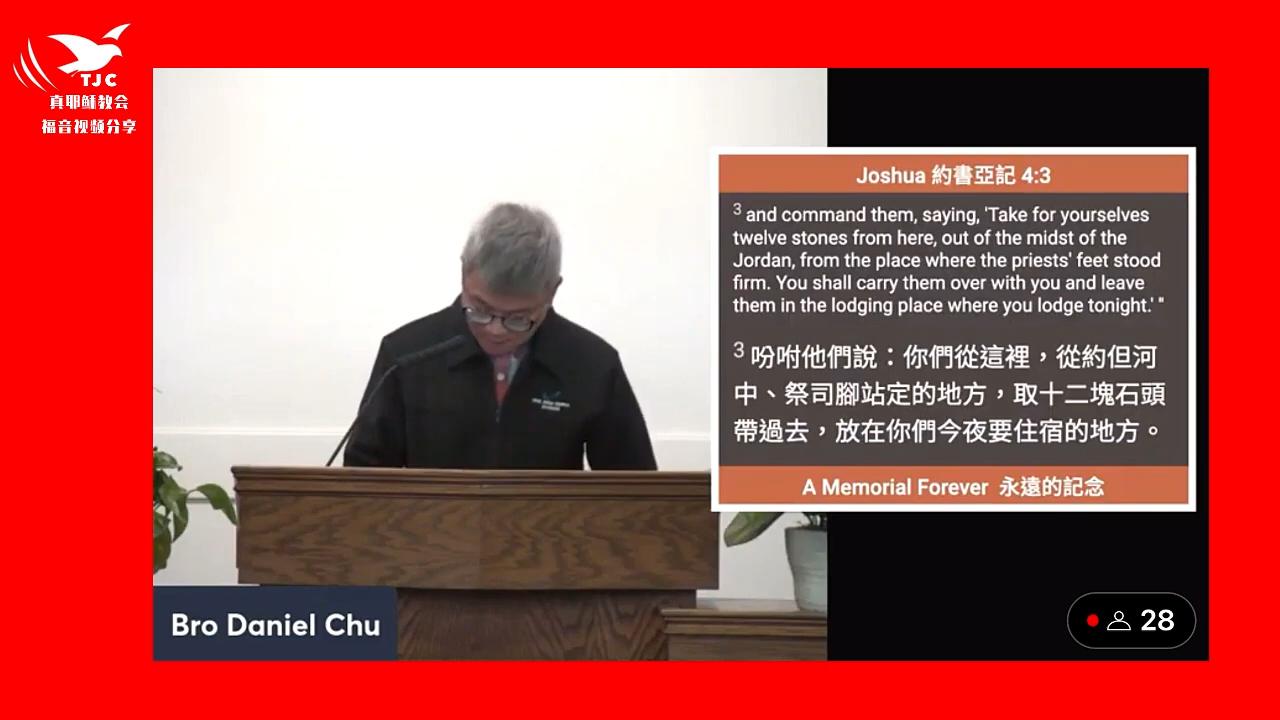 TJC
真耶稣教会
福音视频分享
Joshua 約書亞記 4:3
3 and command them, saying, 'Take for yourselves
twelve stones from here, out of the midst of the
Jordan, from the place where the priests' feet stood
firm. You shall carry them over with you and leave
them in the lodging place where you lodge tonight.' "
3 吩咐他們說：你們從這裡，從約但河
中、祭司腳站定的地方，取十二塊石頭
帶過去，放在你們今夜要住宿的地方。
A Memorial Forever 永遠的記念
Bro Daniel Chu
28